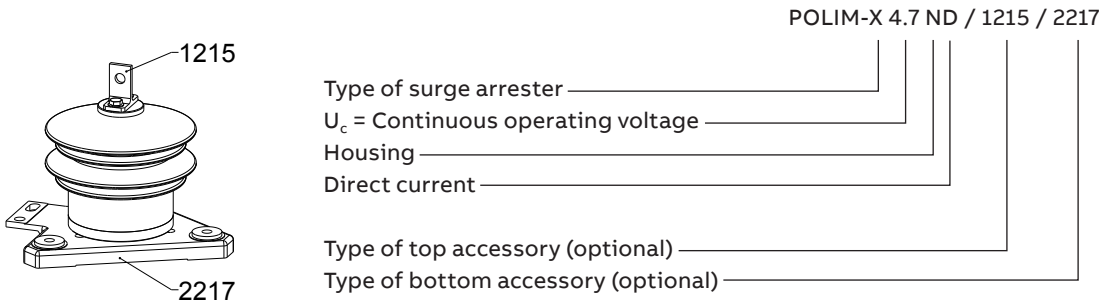 POLIM-X 4.7 ND / 1215 / 2217
1215
Type of surge arrester
Uc = Continuous operating voltage
Housing
Direct current
Type of top accessory (optional)
Type of bottom accessory (optional)
2217